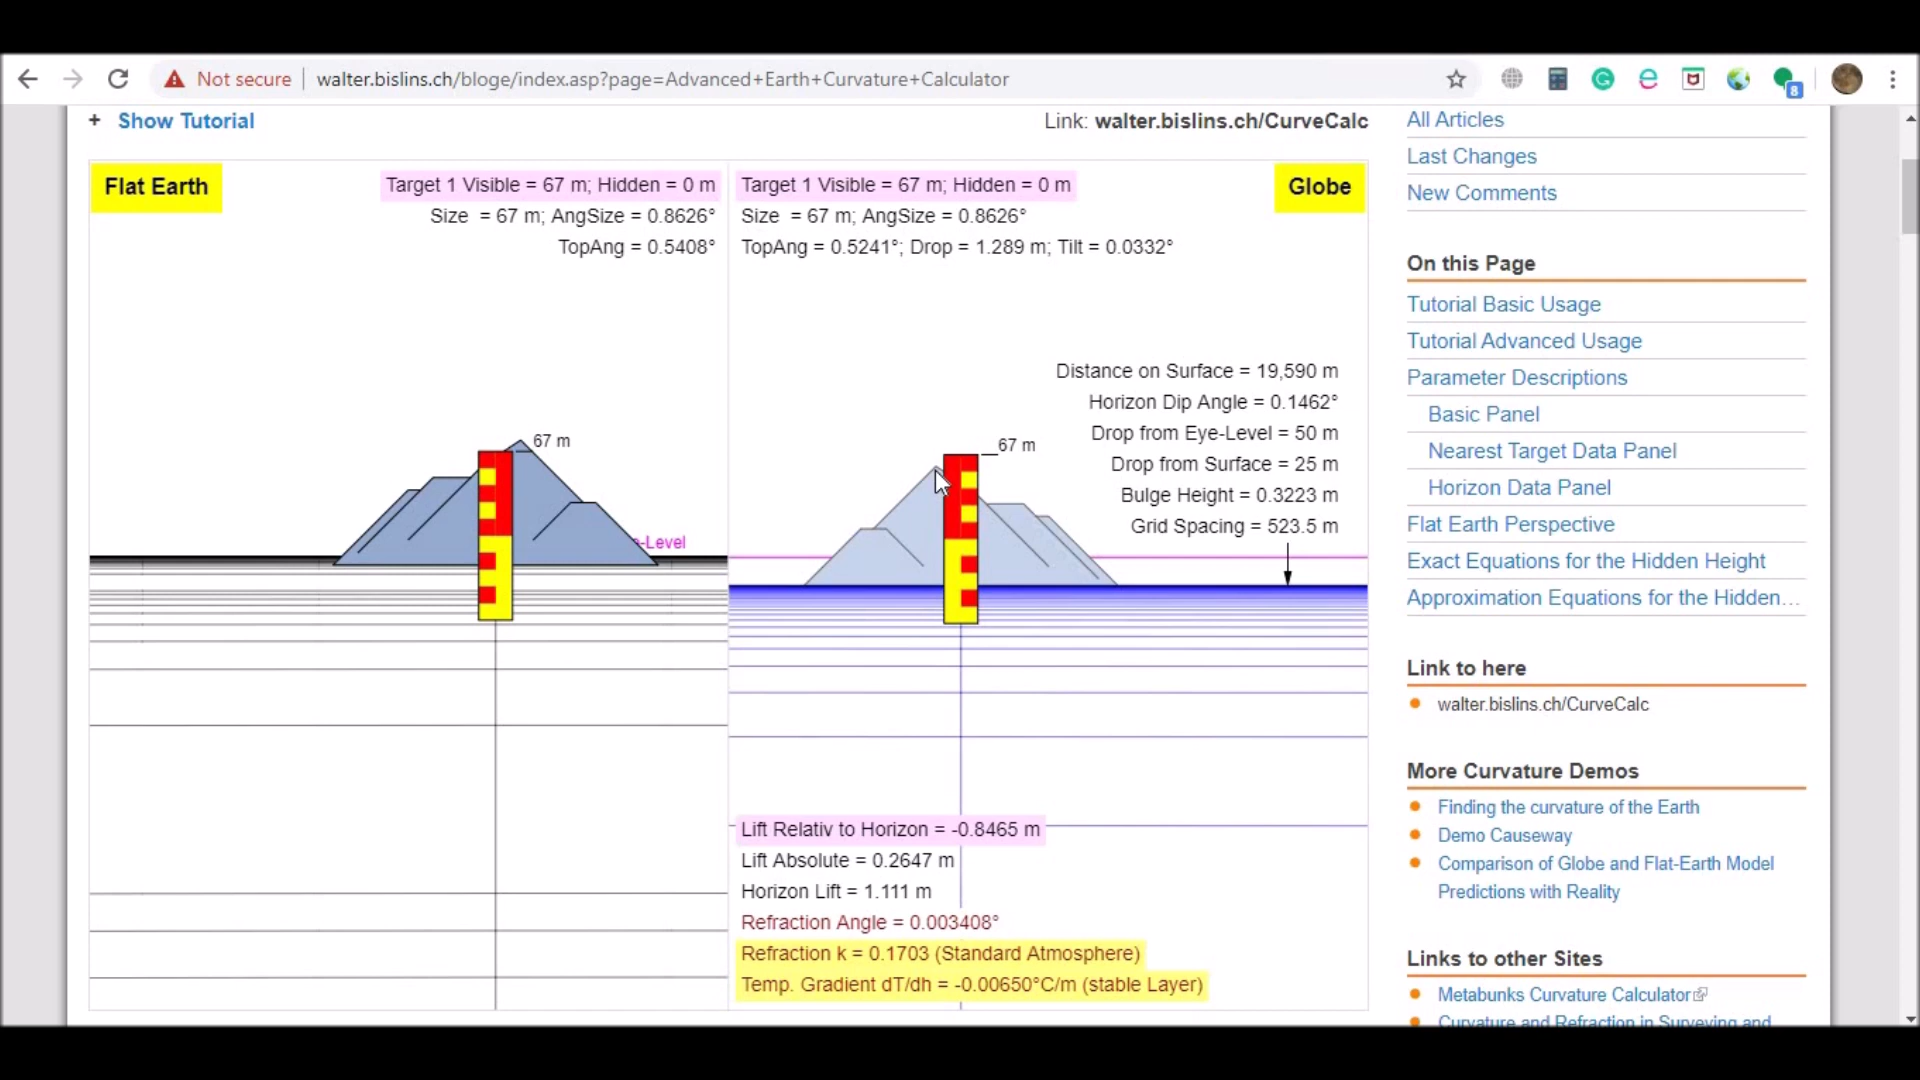 Not secure
walter.bislins.ch/bloge/index.asp?page=Advanced+Earth+Curvature+Calculator
8
+ Show Tutorial
Link: walter.bislins.ch/CurveCalc
Flat Earth
Target 1 Visible = 67 m; Hidden = 0 m
Size = 67 m; AngSize = 0.8626°
TopAng = 0.5408°
67 m
-Level
Target 1 Visible = 67 m; Hidden = 0 m
Globe
Size = 67 m; AngSize = 0.8626°
TopAng = 0.5241°; Drop = 1.289 m; Tilt = 0.0332°
Distance on Surface = 19,590 m
Horizon Dip Angle = 0.1462°
Drop from Eye-Level = 50 m
67 m
Drop from Surface = 25 m
Bulge Height = 0.3223 m
Grid Spacing = 523.5 m
Lift Relativ to Horizon = -0.8465 m
Lift Absolute = 0.2647 m
Horizon Lift = 1.111 m
Refraction Angle = 0.003408°
Refraction k = 0.1703 (Standard Atmosphere)
Temp. Gradient dT/dh = -0.00650°C/m (stable Layer)
All Articles
Last Changes
New Comments
On this Page
Tutorial Basic Usage
Tutorial Advanced Usage
Parameter Descriptions
Basic Panel
Nearest Target Data Panel
Horizon Data Panel
Flat Earth Perspective
Exact Equations for the Hidden Height
Approximation Equations for the Hidden...
Link to here
walter.bislins.ch/CurveCalc
More Curvature Demos
Finding the curvature of the Earth
Demo Causeway
Comparison of Globe and Flat-Earth Model
Predictions with Reality
Links to other Sites
Metabunks Curvature Calculator
Curvature and Refraction in Surveying and